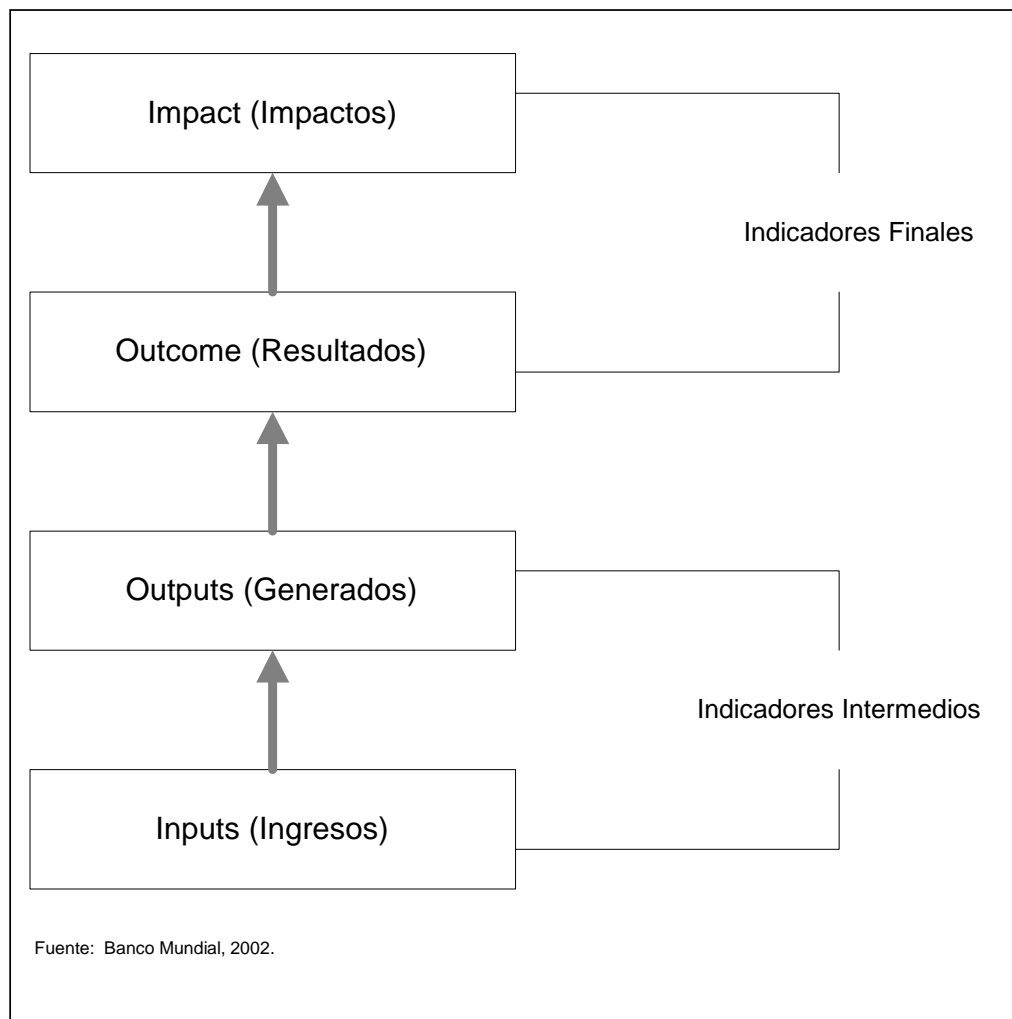 Impact (Impactos)
Indicadores Finales
Outcome (Resultados)
Outputs (Generados)
Indicadores Intermedios
Inputs (Ingresos)
Fuente: Banco Mundial, 2002.